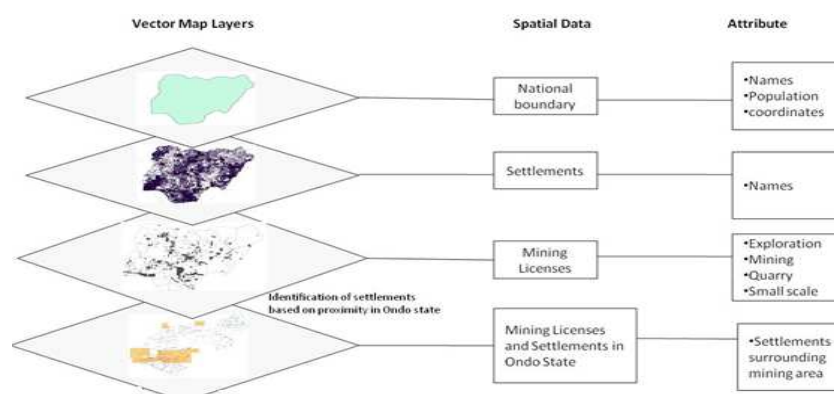 Vector Map Layers
Spatial Data
Attribute
National
boundary
•Names
•Population
•coordinates
Settlements
•Names
Mining
Licenses
•Exploration
•Mining
•Quarry
•Small scale
Identification of settlements
based on proximity in Ondo state
Mining Licenses
and Settlements in
Ondo State
•Settlements
surrounding
mining area